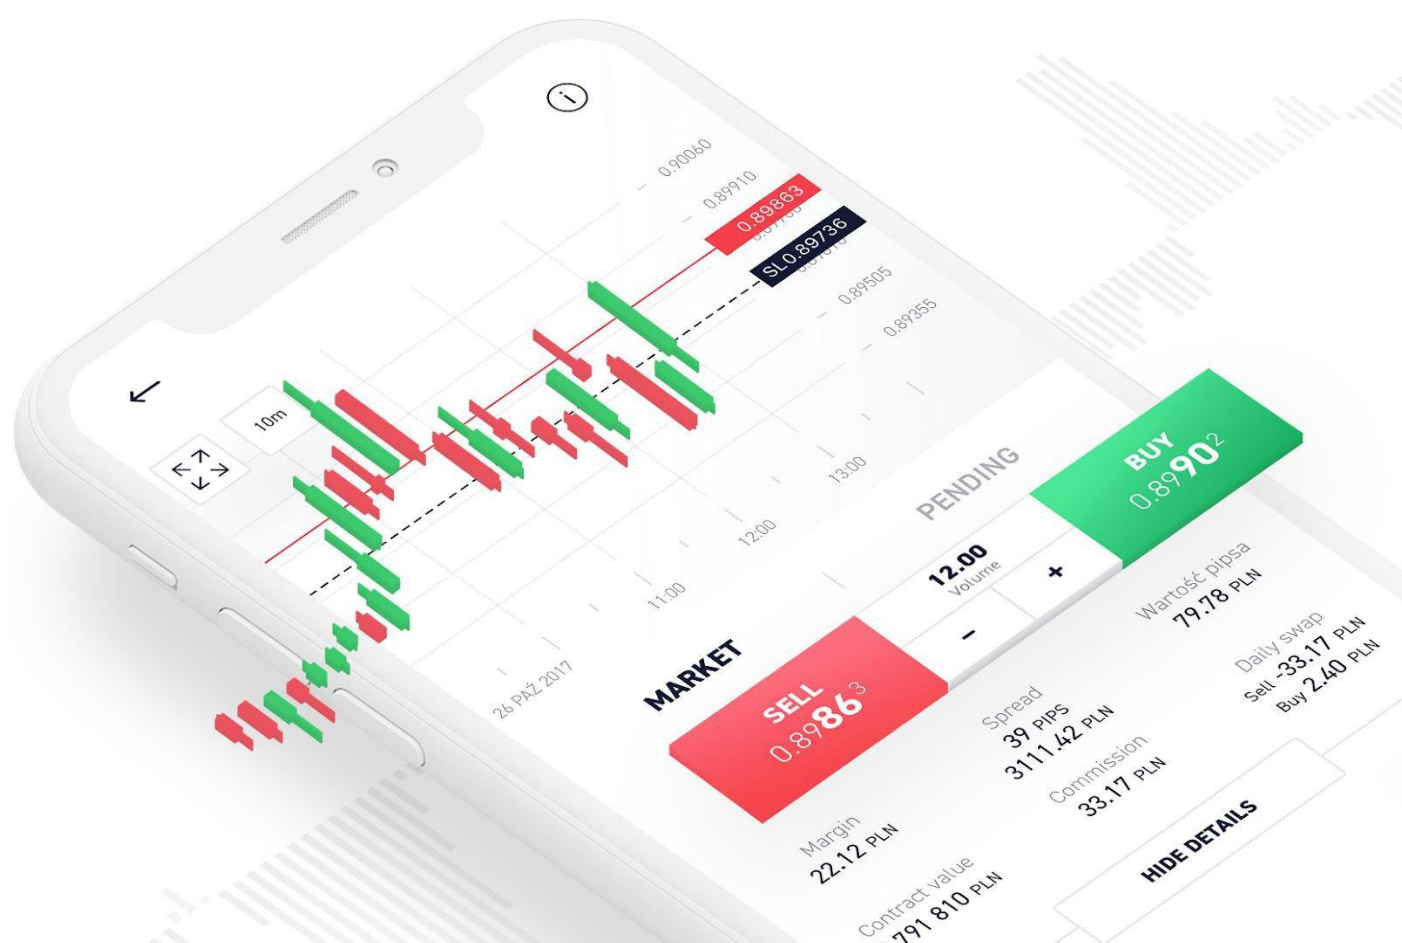 0.90060
0.89910
0.89863
SL 0.89736
0.89505
0.89355
10m
13:00
12:00
11:00
26 PAŹ 2017
MARKET
PENDING
SELL
0.89863
12.00
Volume
-
+
BUY
0.89902
Margin
22.12 PLN
Spread
39 PIPS
3111.42 PLN
Wartość pipsa
79.78 PLN
Contract value
791 810 PLN
Commission
33.17 PLN
Daily swap
Sell -33.17 PLN
Buy 2.40 PLN
HIDE DETAILS